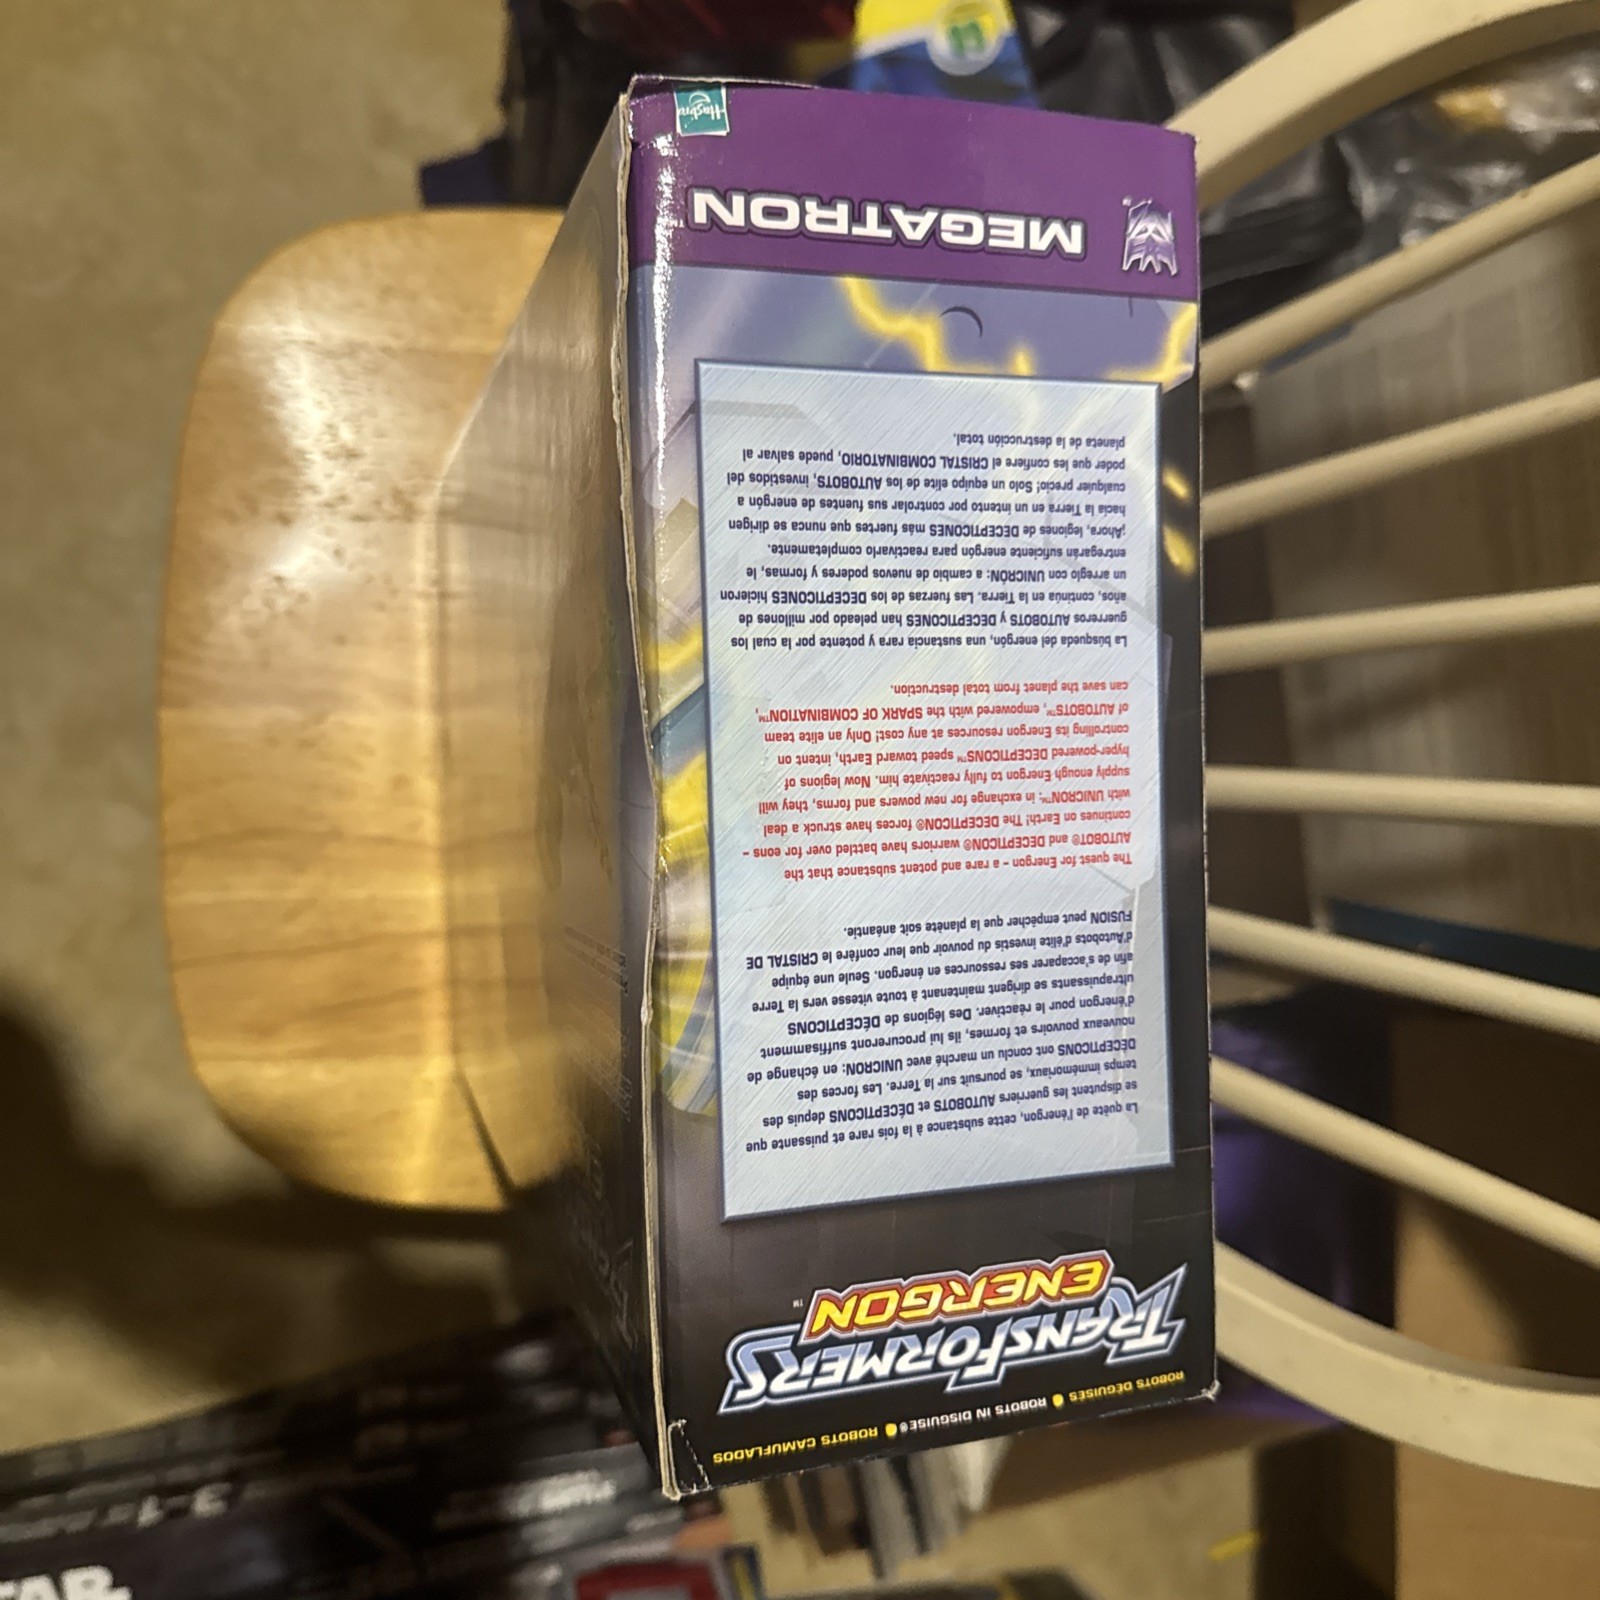 ROBOTS DÉGUISÉS ROBOTS IN DISGUISE® ROBOTS CAMUFLADOS
TRANSFORMERS
ENERGON™
La quête de l'énergon, cette substance à la fois rare et puissante que
se disputent les guerriers AUTOBOTS et DÉCEPTICONS depuis des
temps immémoriaux, se poursuit sur la Terre. Les forces des
DÉCEPTICONS ont conclu un marché avec UNICRON: en échange de
nouveaux pouvoirs et formes, ils lui procureront suffisamment
d'énergon pour le réactiver. Des légions de DÉCEPTICONS
ultrapuissants se dirigent maintenant à toute vitesse vers la Terre
afin de s'accaparer ses ressources en énergon. Seule une équipe
d'Autobots d'élite investis du pouvoir que leur confère le CRISTAL DE
FUSION peut empêcher que la planète soit anéantie.
The quest for Energon – a rare and potent substance that the
AUTOBOT® and DECEPTICON® warriors have battled over for eons –
continues on Earth! The DECEPTICON® forces have struck a deal
with UNICRON™: in exchange for new powers and forms, they will
supply enough Energon to fully reactivate him. Now legions of
hyper-powered DECEPTICONS™ speed toward Earth, intent on
controlling its Energon resources at any cost! Only an elite team
of AUTOBOTS™, empowered with the SPARK OF COMBINATION™,
can save the planet from total destruction.
La búsqueda del energón, una sustancia rara y potente por la cual los
guerreros AUTOBOTS y DECEPTICONES han peleado por millones de
años, continúa en la Tierra. Las fuerzas de los DECEPTICONES hicieron
un arreglo con UNICRÓN: a cambio de nuevos poderes y formas, le
entregarán suficiente energón para reactivarlo completamente.
¡Ahora, legiones de DECEPTICONES más fuertes que nunca se dirigen
hacia la Tierra en un intento por controlar sus fuentes de energón a
cualquier precio! Solo un equipo elite de los AUTOBOTS, investidos del
poder que les confiere el CRISTAL COMBINATORIO, puede salvar al
planeta de la destrucción total.
MEGATRON™
Hasbro